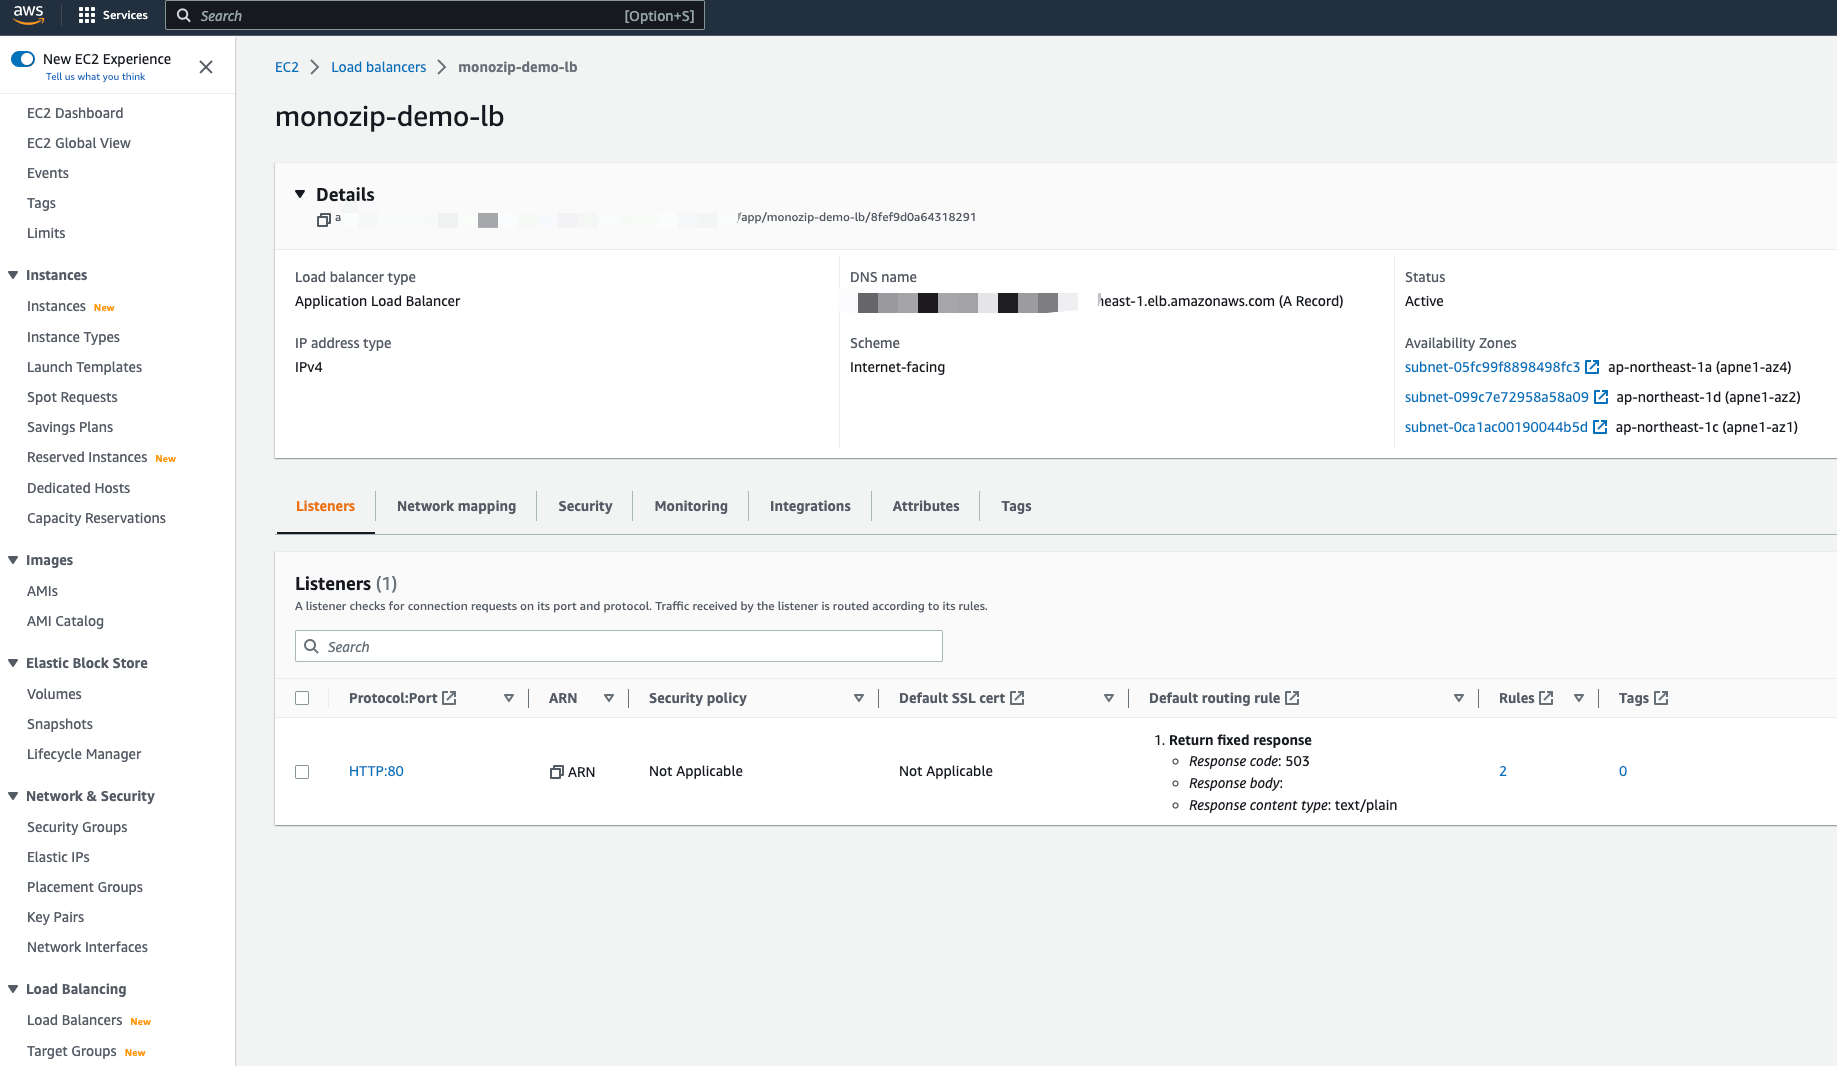 aws
Services
Search
[Option+S]
New EC2 Experience
Tell us what you think
EC2 Dashboard
EC2 Global View
Events
Tags
Limits
Instances
Instances New
Instance Types
Launch Templates
Spot Requests
Savings Plans
Reserved Instances New
Dedicated Hosts
Capacity Reservations
Images
AMIs
AMI Catalog
Elastic Block Store
Volumes
Snapshots
Lifecycle Manager
Network & Security
Security Groups
Elastic IPs
Placement Groups
Key Pairs
Network Interfaces
Load Balancing
Load Balancers New
Target Groups New
EC2 > Load balancers > monozip-demo-lb
monozip-demo-lb
Details
a /app/monozip-demo-lb/8fef9d0a64318291
Load balancer type
Application Load Balancer
IP address type
IPv4
DNS name
heast-1.elb.amazonaws.com (A Record)
Scheme
Internet-facing
Status
Active
Availability Zones
subnet-05fc99f8898498fc3 ap-northeast-1a (apne1-az4)
subnet-099c7e72958a58a09 ap-northeast-1d (apne1-az2)
subnet-0ca1ac00190044b5d ap-northeast-1c (apne1-az1)
Listeners Network mapping Security Monitoring Integrations Attributes Tags
Listeners (1)
A listener checks for connection requests on its port and protocol. Traffic received by the listener is routed according to its rules.
Search
Protocol:Port ARN Security policy Default SSL cert Default routing rule Rules Tags
HTTP:80 ARN Not Applicable Not Applicable
1. Return fixed response
Response code: 503
Response body:
Response content type: text/plain
2 0